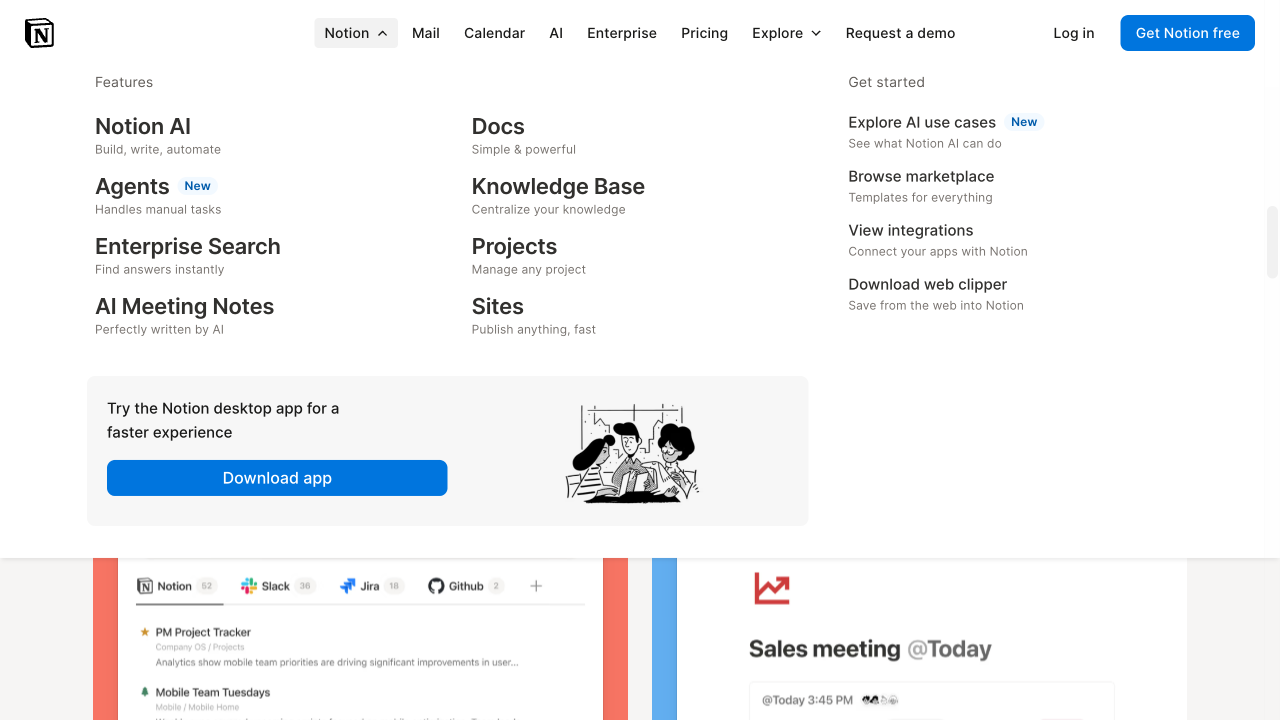 Notion
Mail
Calendar
AI
Enterprise
Pricing
Explore
Request a demo
Log in
Get Notion free
Features
Notion AI
Build, write, automate
Agents New
Handles manual tasks
Enterprise Search
Find answers instantly
AI Meeting Notes
Perfectly written by AI
Docs
Simple & powerful
Knowledge Base
Centralize your knowledge
Projects
Manage any project
Sites
Publish anything, fast
Get started
Explore AI use cases New
See what Notion AI can do
Browse marketplace
Templates for everything
View integrations
Connect your apps with Notion
Download web clipper
Save from the web into Notion
Try the Notion desktop app for a
faster experience
Download app
Notion 52
Slack 36
Jira 18
Github 2
PM Project Tracker
Company OS / Projects
Analytics show mobile team priorities are driving significant improvements in user...
Mobile Team Tuesdays
Mobile / Mobile Home
Sales meeting @Today
@Today 3:45 PM